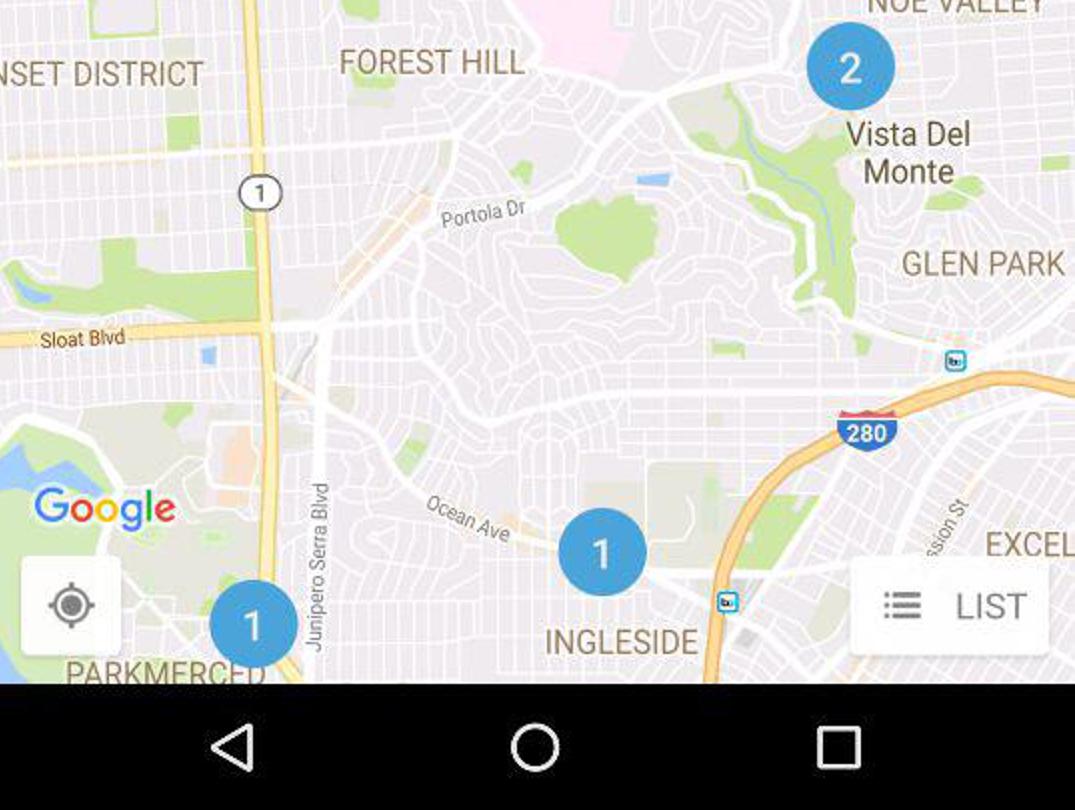 NOE VALLEY
NSET DISTRICT
FOREST HILL
2
Vista Del
Monte
1
Portola Dr
GLEN PARK
Sloat Blvd
280
Google
Ocean Ave
Junipero Serra Blvd
ssion St
EXCEL
1
1
LIST
INGLESIDE
PARKMERCED